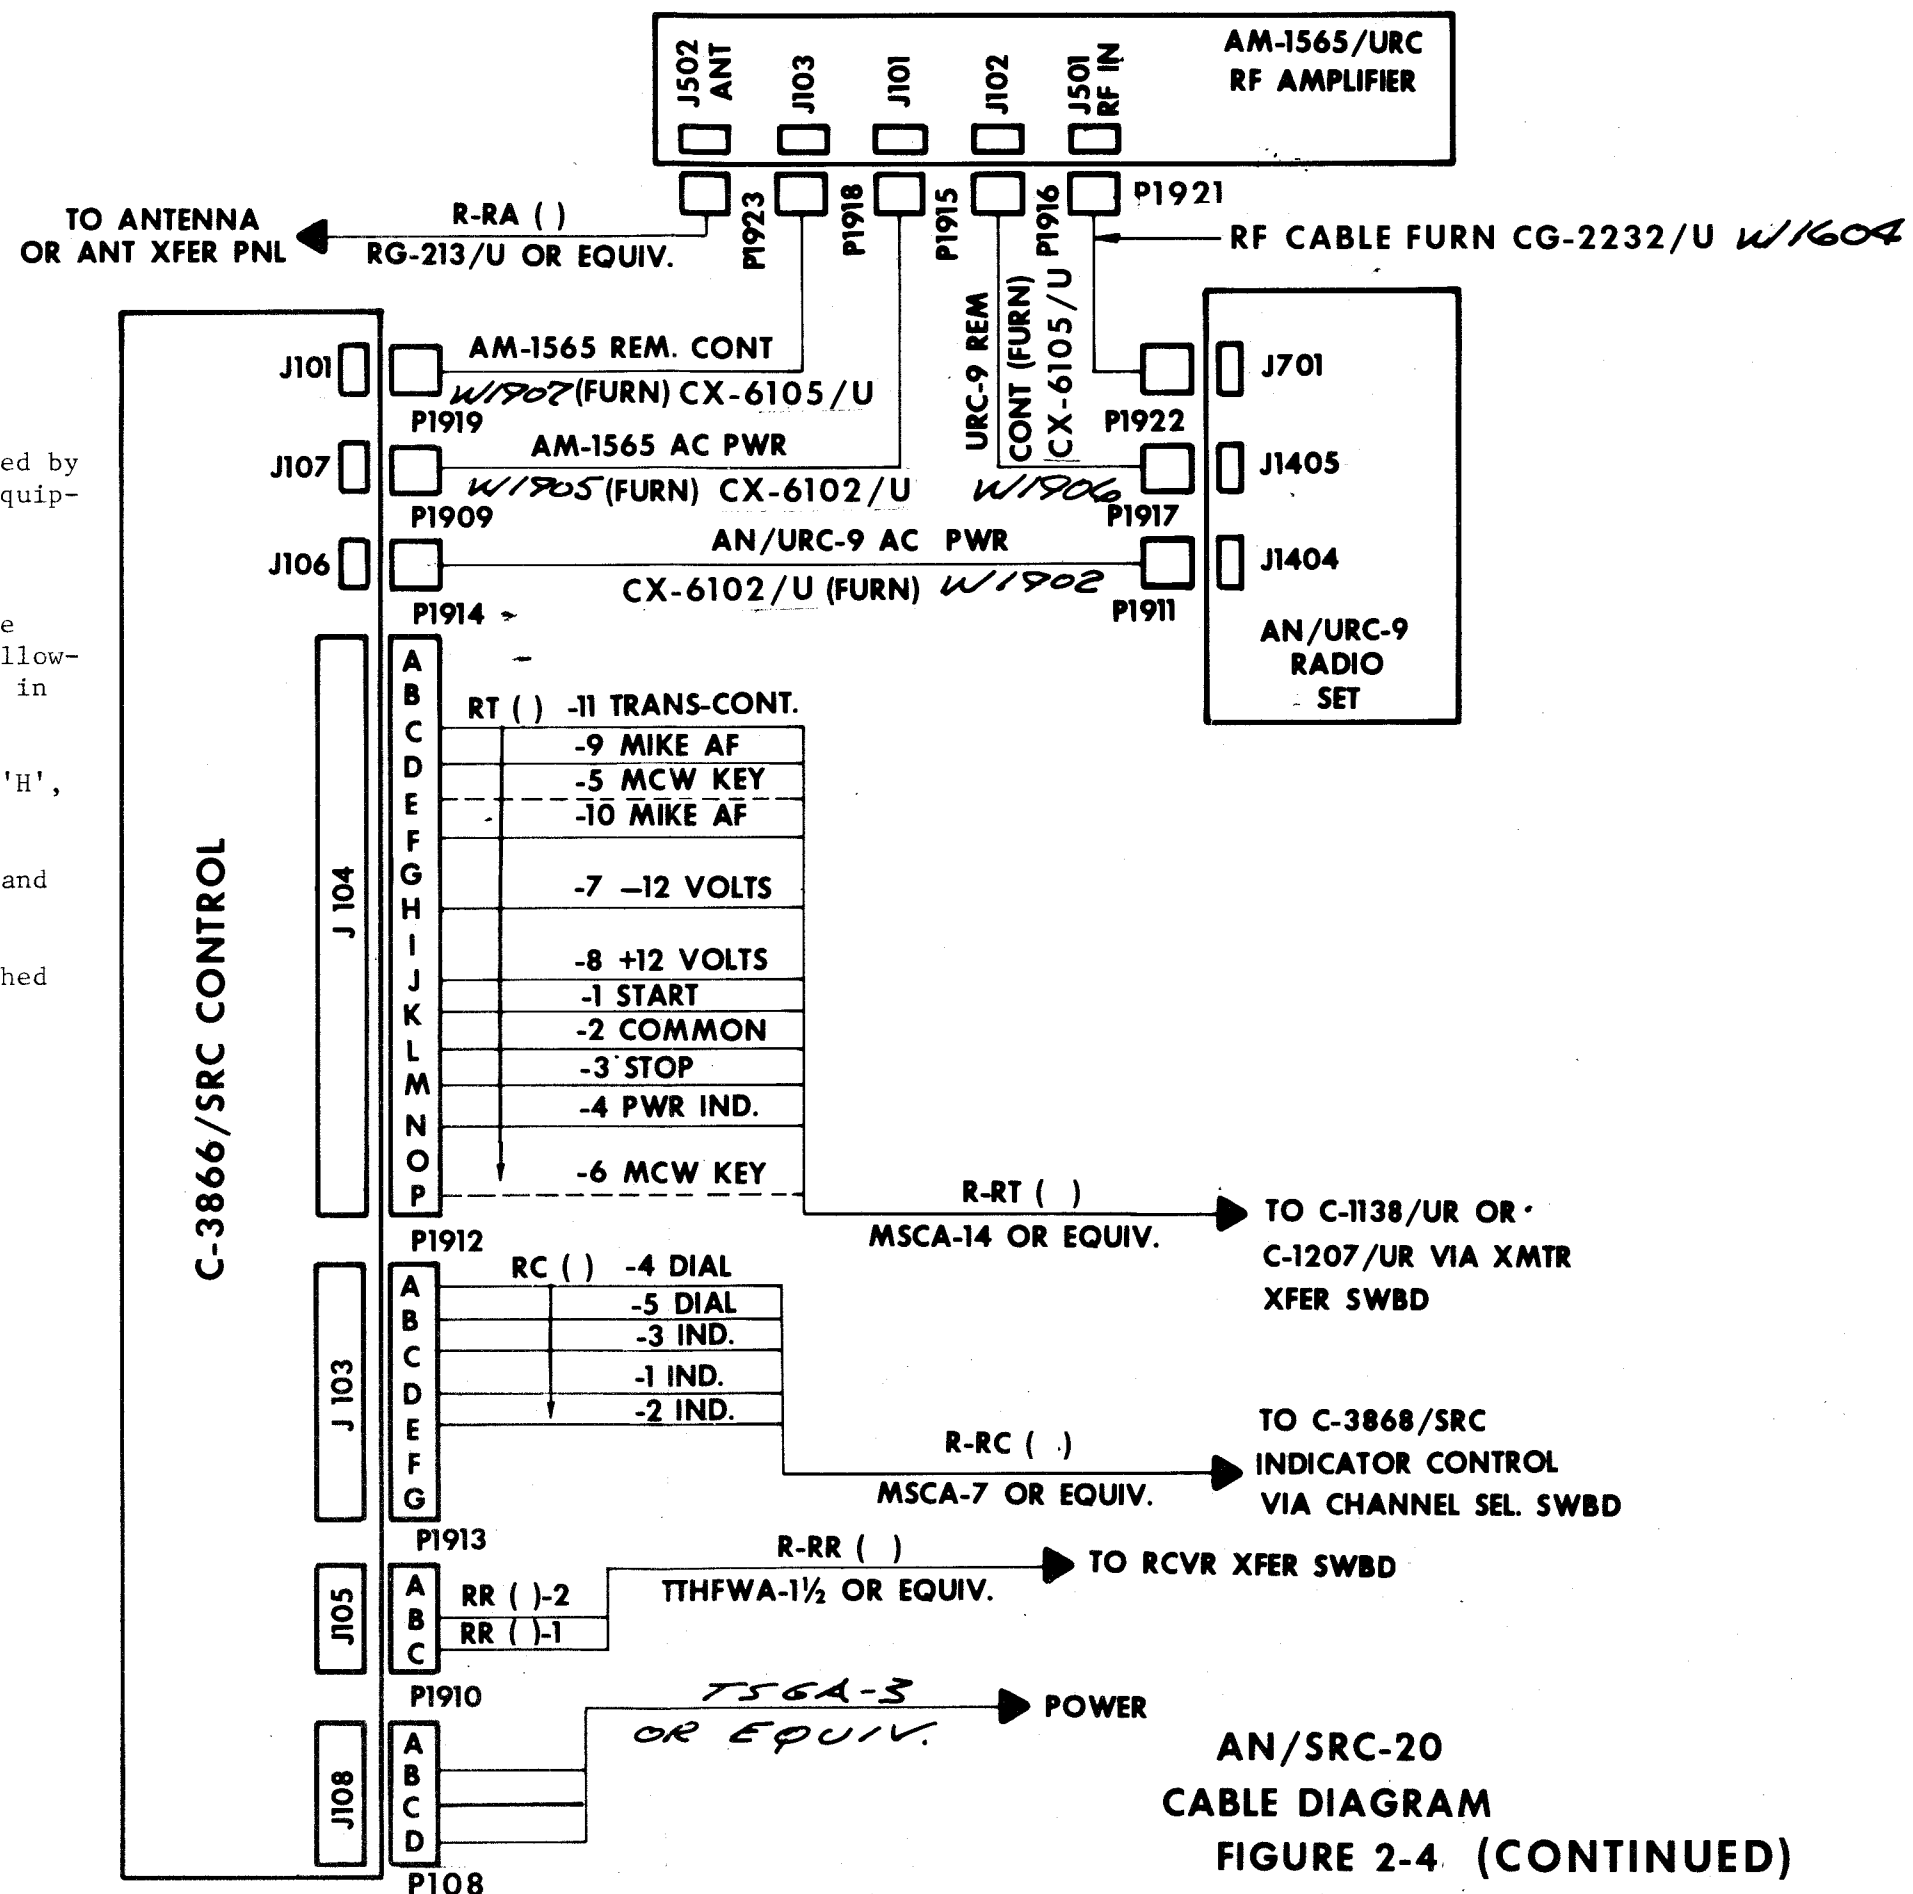 AM-1565/URC
RF AMPLIFIER
J502
ANT
J103
J101
J102
J501
RF IN
P1923
P1918
P1915
P1916
P1921
TO ANTENNA
OR ANT XFER PNL
R-RA ( )
RG-213/U OR EQUIV.
RF CABLE FURN CG-2232/U W1604
URC-9 REM
CONT (FURN)
CX-6105/U
W1906
J101
AM-1565 REM. CONT
W1907 (FURN) CX-6105/U
P1919
J107
AM-1565 AC PWR
W1905 (FURN) CX-6102/U
P1909
J106
AN/URC-9 AC PWR
CX-6102/U (FURN) W1902
P1914
J701
P1922
J1405
P1917
J1404
P1911
AN/URC-9
RADIO
SET
ed by
quip-
e
llow-
in
'H',
and
hed
C-3866/SRC CONTROL
J 104
A
B
C
D
E
F
G
H
I
J
K
L
M
N
O
P
RT ( ) -11 TRANS-CONT.
-9 MIKE AF
-5 MCW KEY
-10 MIKE AF
-7 –12 VOLTS
-8 +12 VOLTS
-1 START
-2 COMMON
-3 STOP
-4 PWR IND.
-6 MCW KEY
P1912
R-RT ( )
MSCA-14 OR EQUIV.
TO C-1138/UR OR
C-1207/UR VIA XMTR
XFER SWBD
J 103
A
B
C
D
E
F
G
RC ( ) -4 DIAL
-5 DIAL
-3 IND.
-1 IND.
-2 IND.
P1913
R-RC ( )
MSCA-7 OR EQUIV.
TO C-3868/SRC
INDICATOR CONTROL
VIA CHANNEL SEL. SWBD
J105
A
B
C
RR ( )-2
RR ( )-1
P1910
R-RR ( )
TTHFWA-1½ OR EQUIV.
TO RCVR XFER SWBD
J108
A
B
C
D
P108
TSGA-3
OR EQUIV.
POWER
AN/SRC-20
CABLE DIAGRAM
FIGURE 2-4 (CONTINUED)